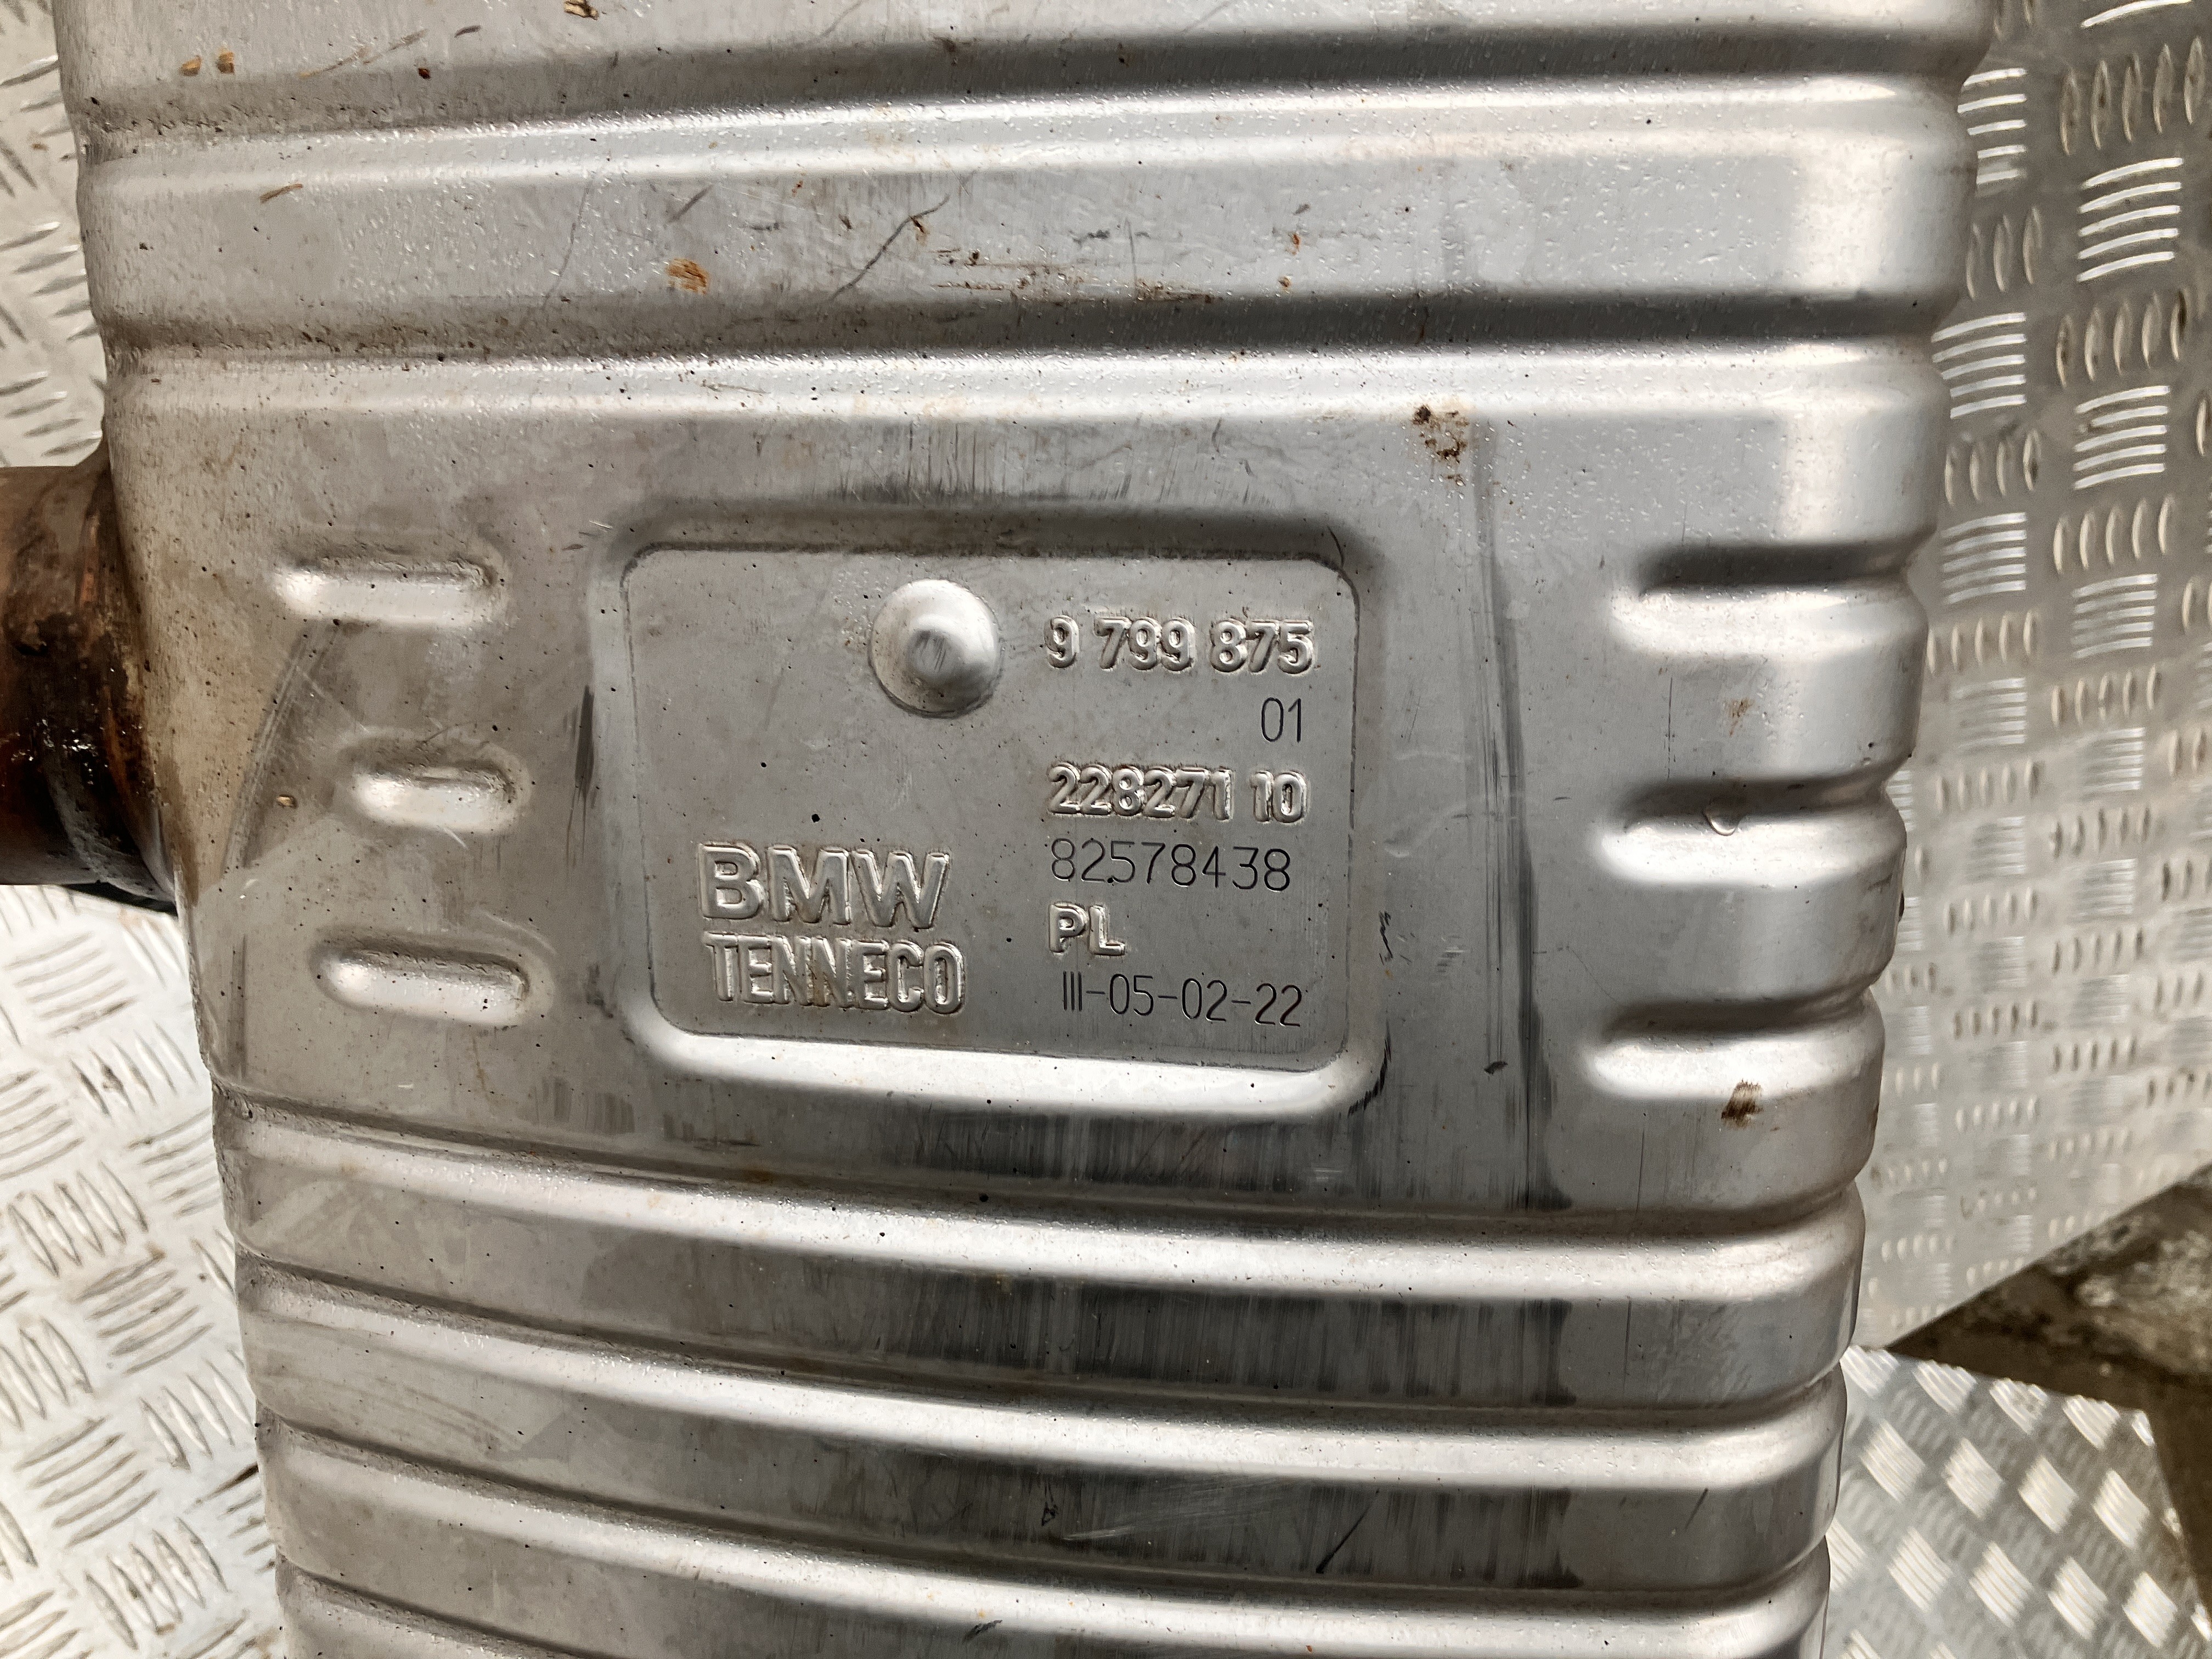 9 799 875
01
228271 10
82578438
BMW
PL
TENNECO
III-05-02-22